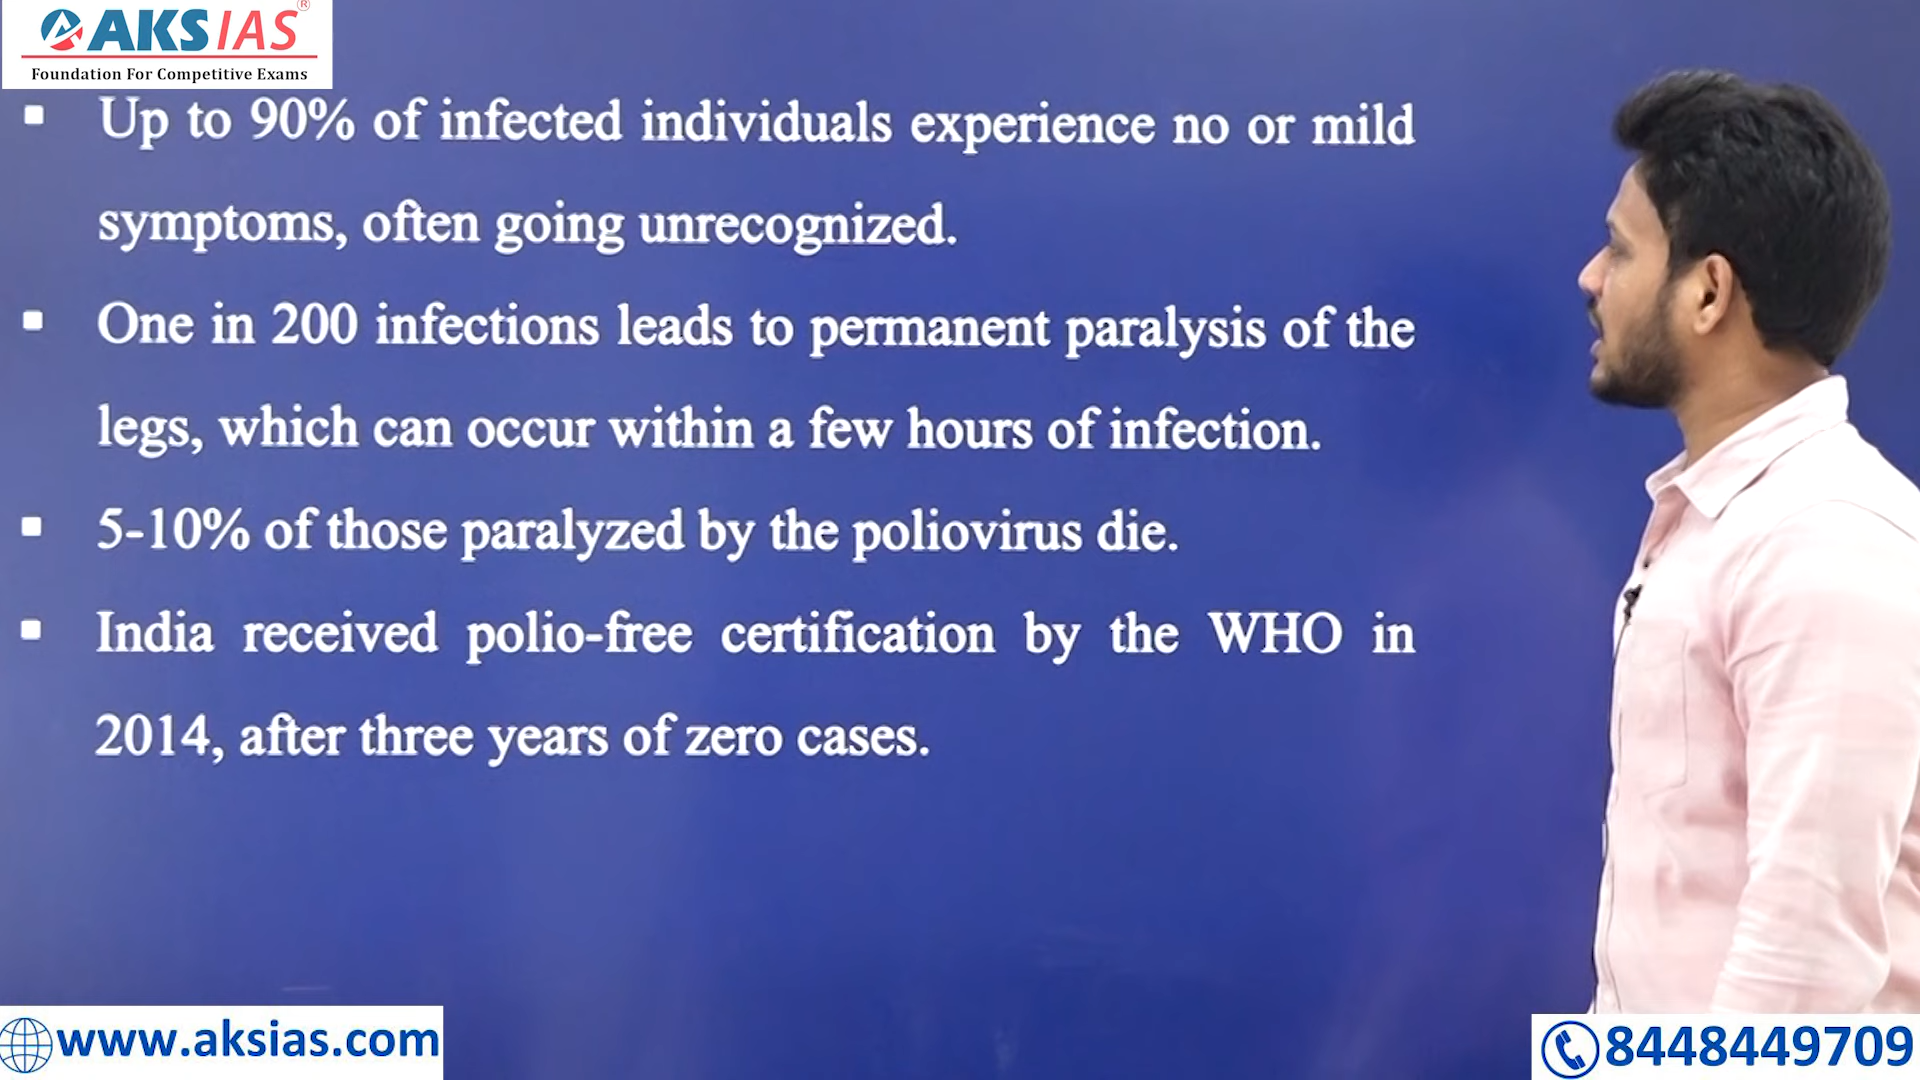 AKS IAS®
Foundation For Competitive Exams
▪ Up to 90% of infected individuals experience no or mild
symptoms, often going unrecognized.
▪ One in 200 infections leads to permanent paralysis of the
legs, which can occur within a few hours of infection.
▪ 5-10% of those paralyzed by the poliovirus die.
▪ India received polio-free certification by the WHO in
2014, after three years of zero cases.
www.aksias.com
8448449709